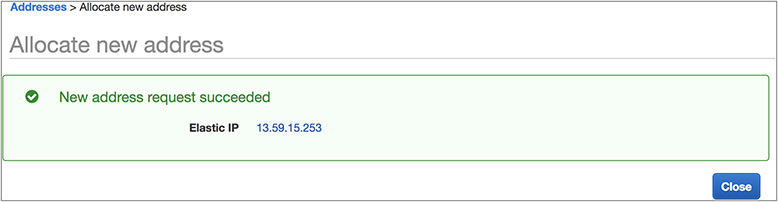 Addresses > Allocate new address
Allocate new address
New address request succeeded
Elastic IP 13.59.15.253
Close